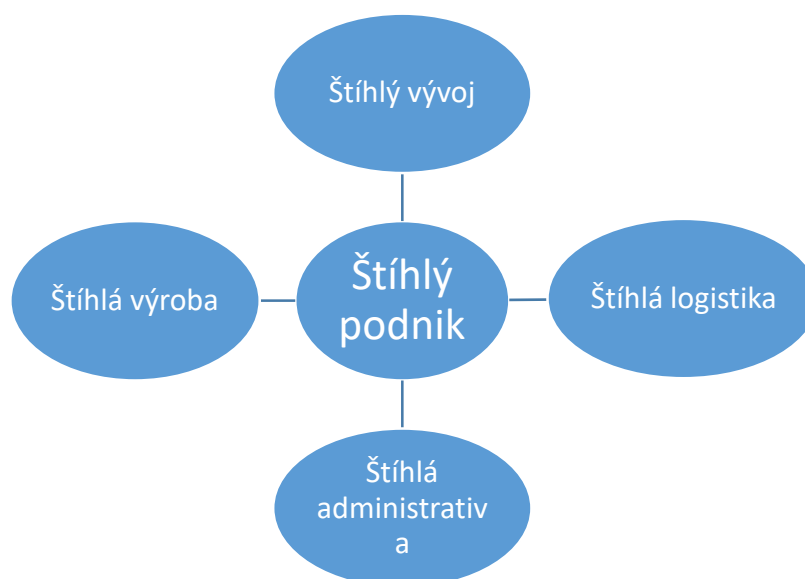 Štíhlý vývoj
Štíhlá výroba
Štíhlý
podnik
Štíhlá logistika
Štíhlá
administrativ
a